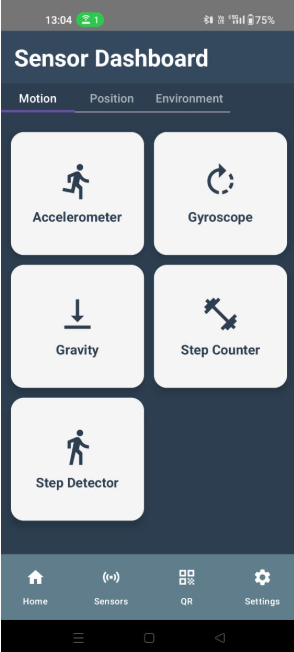 13:04 1 75%
Sensor Dashboard
Motion Position Environment
Accelerometer Gyroscope
Gravity Step Counter
Step Detector
Home Sensors QR Settings